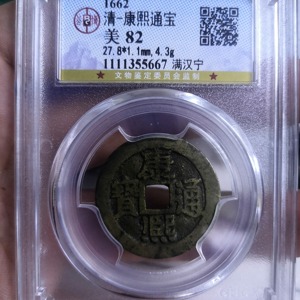 1662
清-康熙通宝
美 82
27.8*1.1mm,4.3g
1111355667 满汉宁
★ 文物鉴定委员会监制 ★
康熙通寶